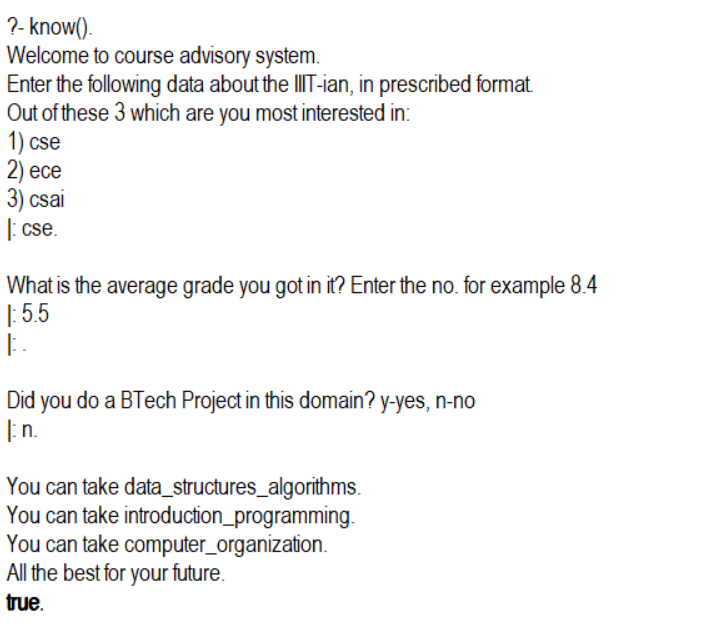 ?- know().
Welcome to course advisory system.
Enter the following data about the IIIT-ian, in prescribed format.
Out of these 3 which are you most interested in:
1) cse
2) ece
3) csai
|: cse.
What is the average grade you got in it? Enter the no. for example 8.4
|: 5.5
|: .
Did you do a BTech Project in this domain? y-yes, n-no
|: n.
You can take data_structures_algorithms.
You can take introduction_programming.
You can take computer_organization.
All the best for your future.
true.